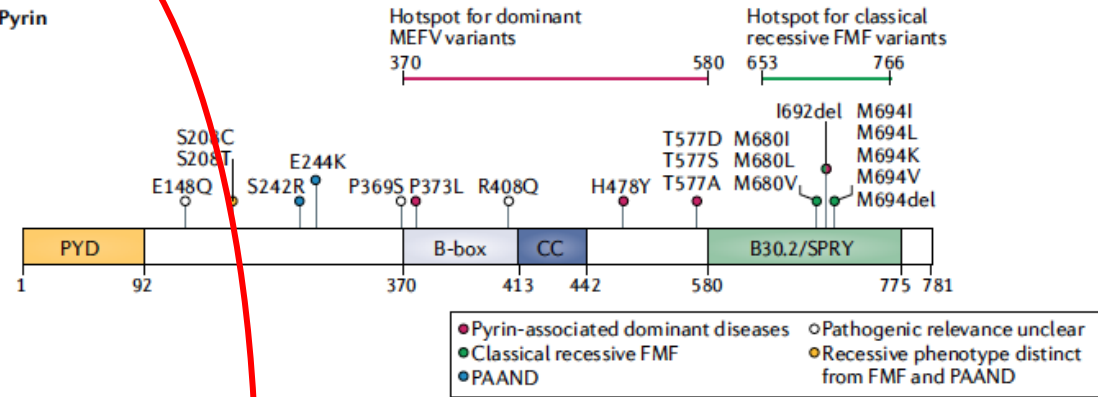 Pyrin
Hotspot for dominant
MEFV variants
370 580
Hotspot for classical
recessive FMF variants
653 766
S208C
S208T
E148Q
S242R
E244K
P369S
P373L
R408Q
H478Y
T577D
T577S
T577A
M680I
M680L
M680V
I692del
M694I
M694L
M694K
M694V
M694del
PYD
B-box
CC
B30.2/SPRY
1 92 370 413 442 580 775 781
Pyrin-associated dominant diseases
Classical recessive FMF
PAAND
Pathogenic relevance unclear
Recessive phenotype distinct
from FMF and PAAND